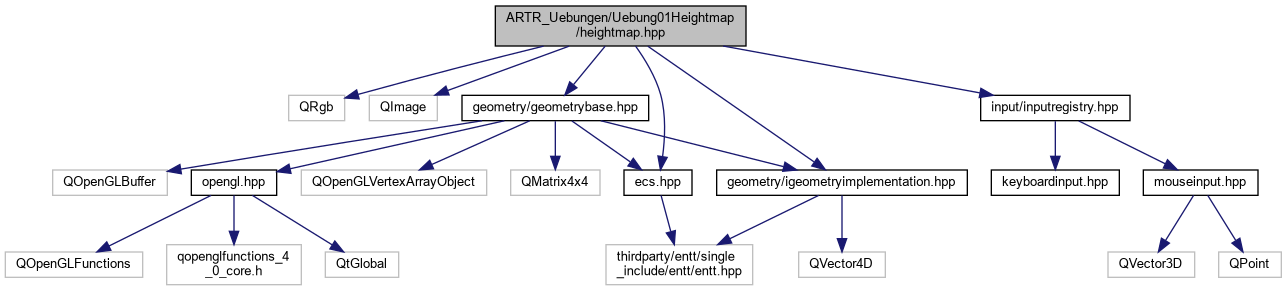 ARTR_Uebungen/Uebung01Heightmap
/heightmap.hpp
QRgb
QImage
geometry/geometrybase.hpp
input/inputregistry.hpp
QOpenGLBuffer
opengl.hpp
QOpenGLVertexArrayObject
QMatrix4x4
ecs.hpp
geometry/igeometryimplementation.hpp
keyboardinput.hpp
mouseinput.hpp
QOpenGLFunctions
qopenglfunctions_4
_0_core.h
QtGlobal
thirdparty/entt/single
_include/entt/entt.hpp
QVector4D
QVector3D
QPoint